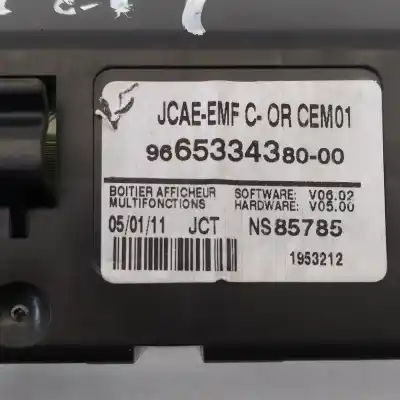 JCAE-EMF C- OR CEM01
9665334380-00
BOITIER AFFICHEUR SOFTWARE: V06.02
MULTIFONCTIONS HARDWARE: V05.00
05/01/11 JCT NS85785
1953212